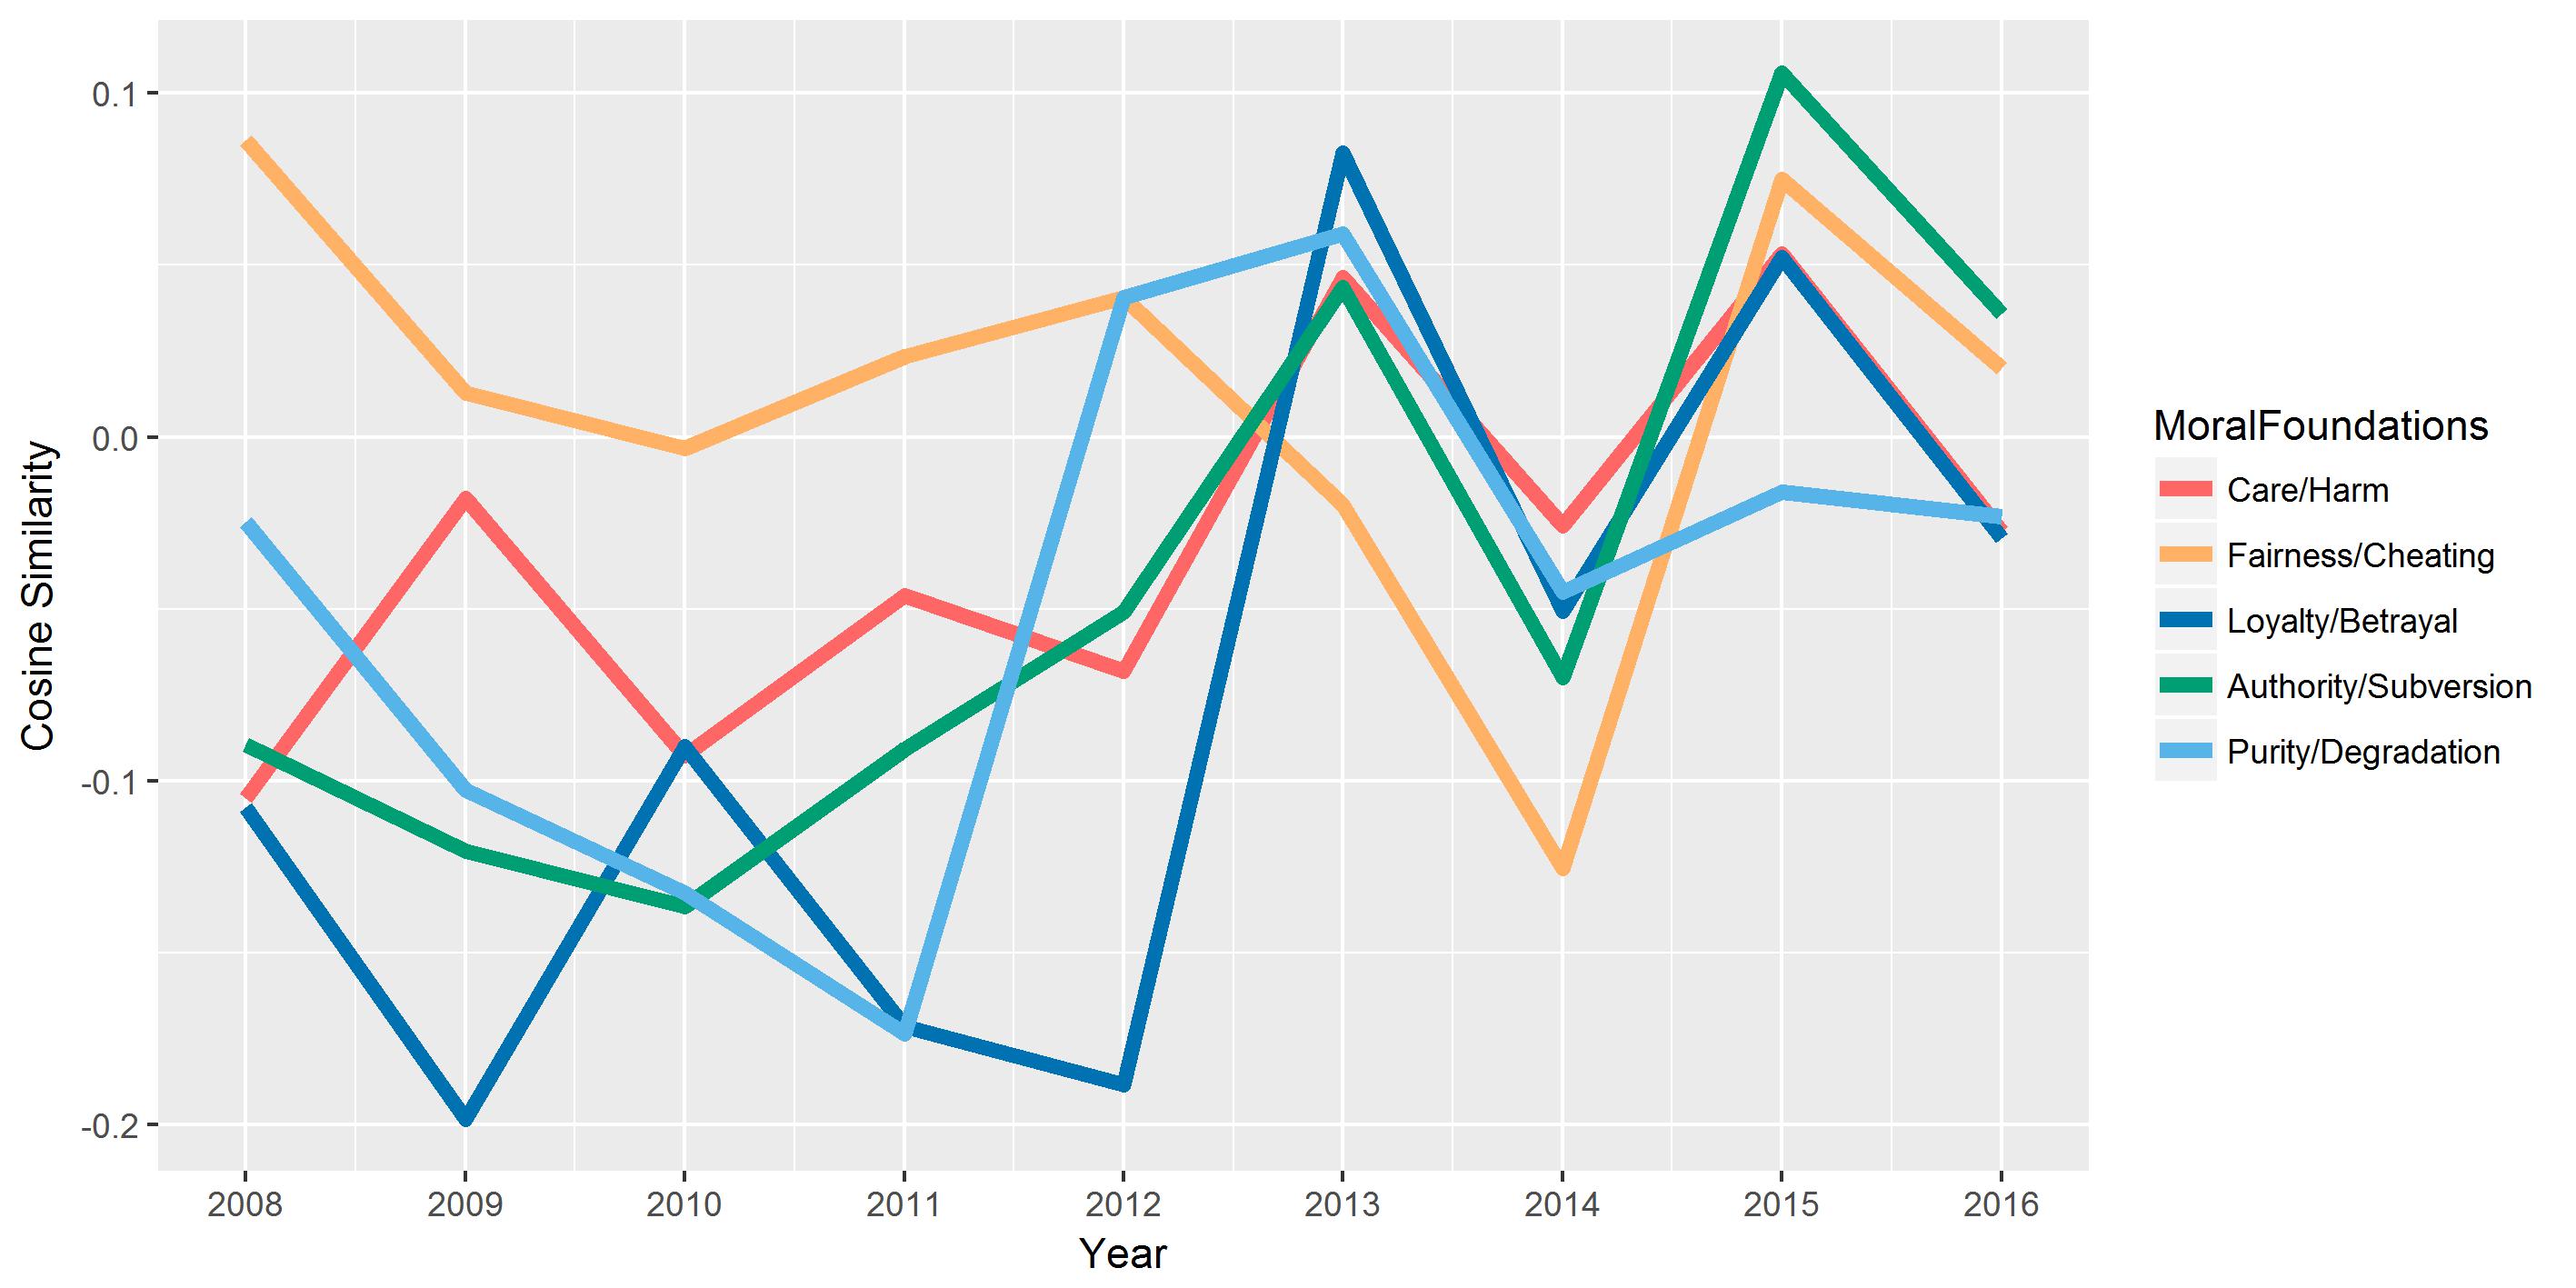 0.1
0.0
-0.1
-0.2
Cosine Similarity
2008 2009 2010 2011 2012 2013 2014 2015 2016
Year
MoralFoundations
Care/Harm
Fairness/Cheating
Loyalty/Betrayal
Authority/Subversion
Purity/Degradation